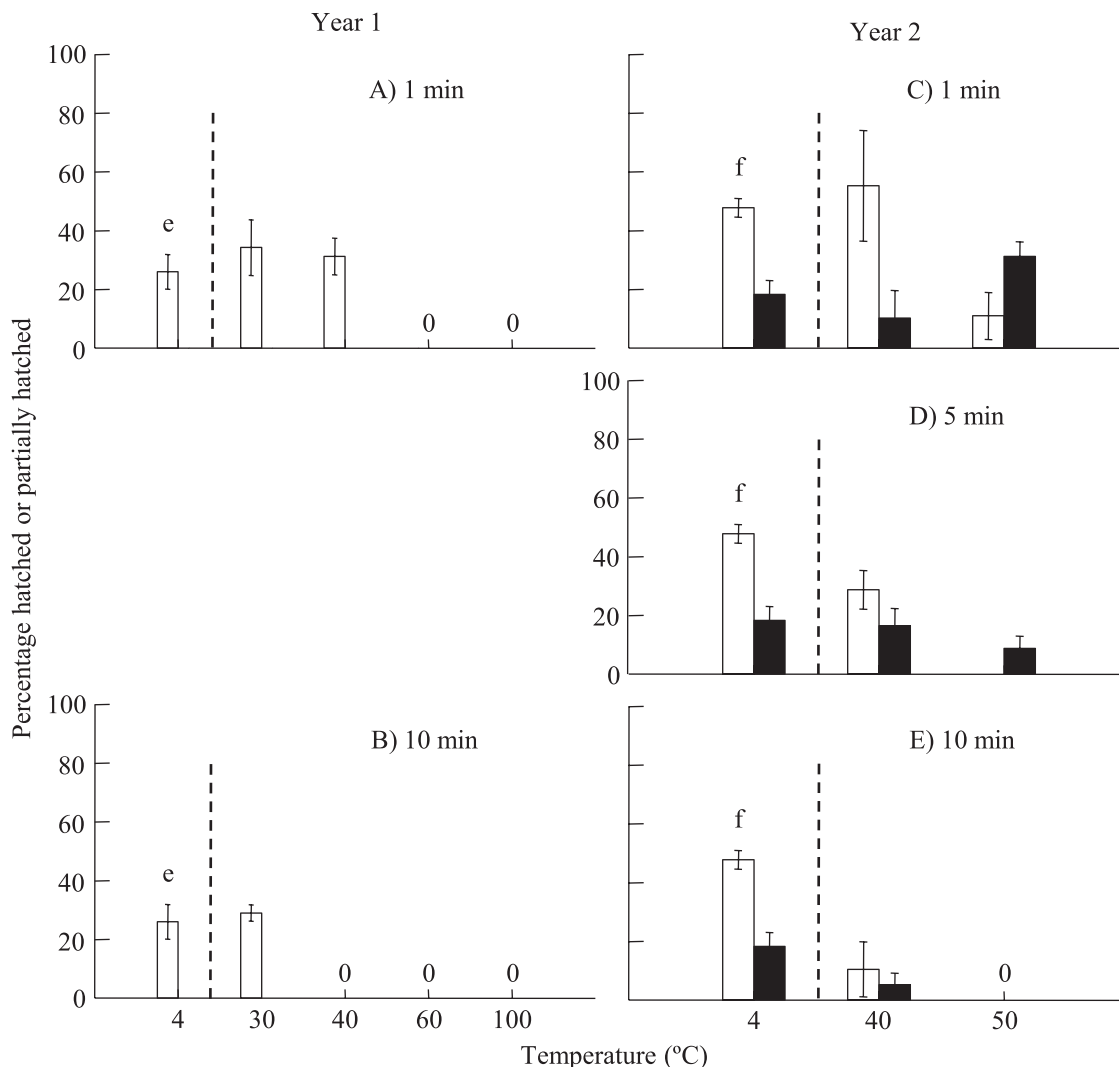 Year 1
Year 2
Percentage hatched or partially hatched
100
80
60
40
20
0
A) 1 min
e
0
0
C) 1 min
f
100
80
60
40
20
0
D) 5 min
f
100
80
60
40
20
0
B) 10 min
e
0
0
0
4
30
40
60
100
E) 10 min
f
0
4
40
50
Temperature (ºC)